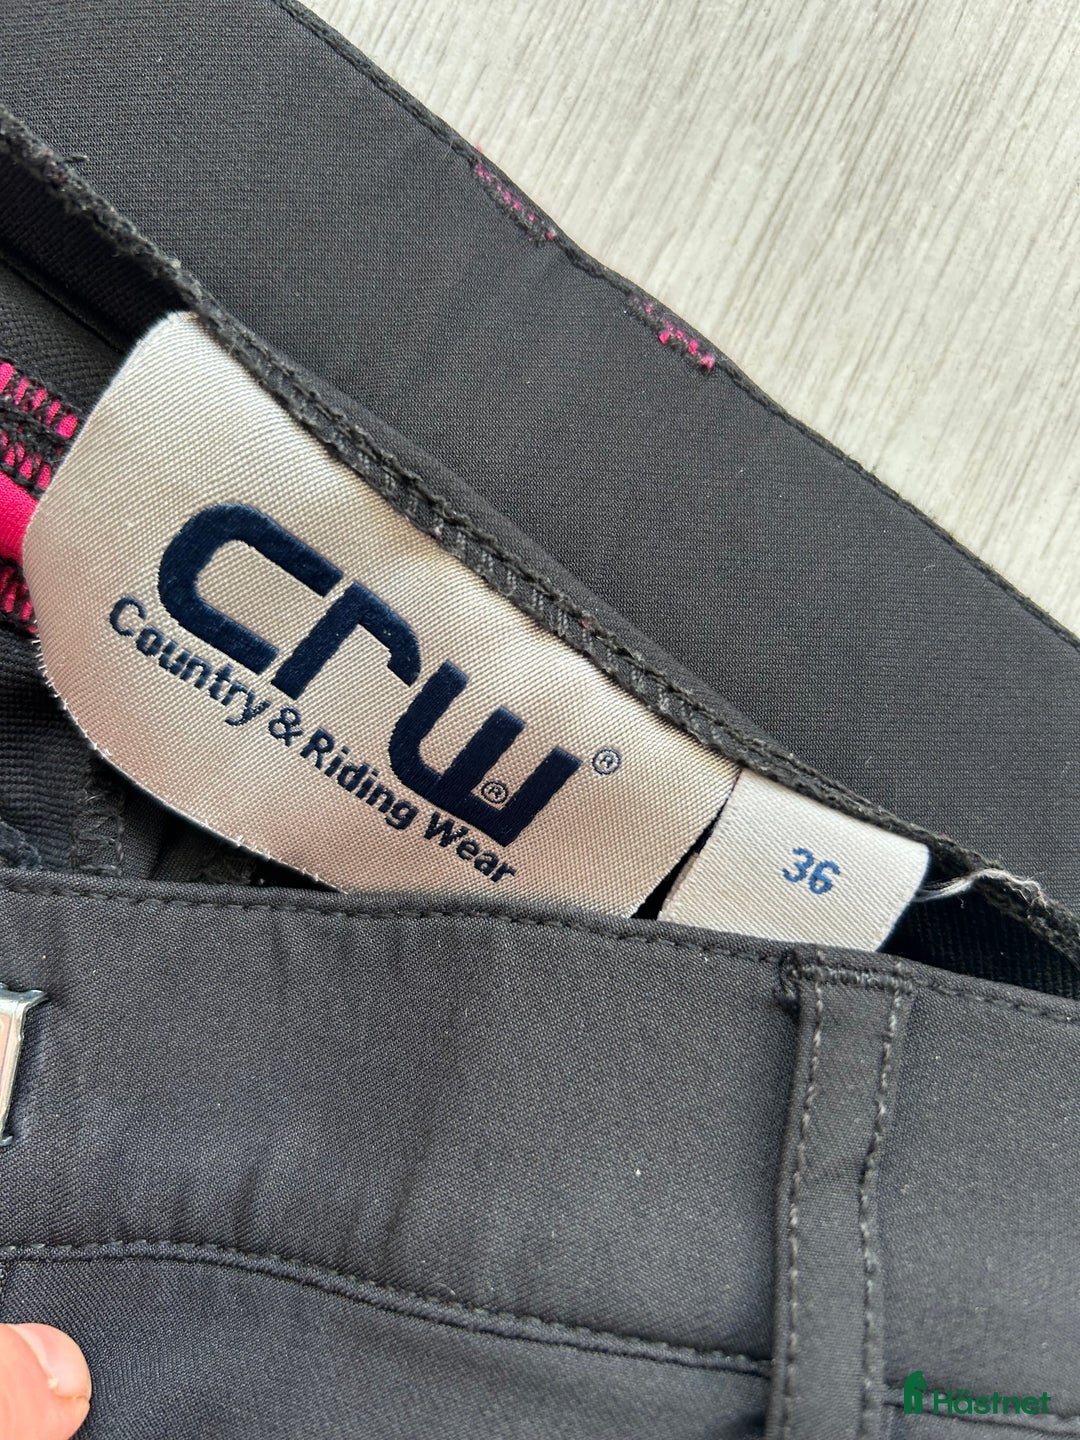 crw®
®
Country & Riding Wear
36
Hästnet